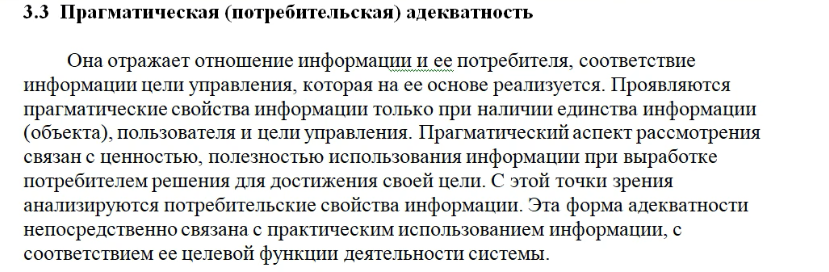 3.3 Прагматическая (потребительская) адекватность
Она отражает отношение информации и ее потребителя, соответствие
информации цели управления, которая на ее основе реализуется. Проявляются
прагматические свойства информации только при наличии единства информации
(объекта), пользователя и цели управления. Прагматический аспект рассмотрения
связан с ценностью, полезностью использования информации при выработке
потребителем решения для достижения своей цели. С этой точки зрения
анализируются потребительские свойства информации. Эта форма адекватности
непосредственно связана с практическим использованием информации, с
соответствием ее целевой функции деятельности системы.